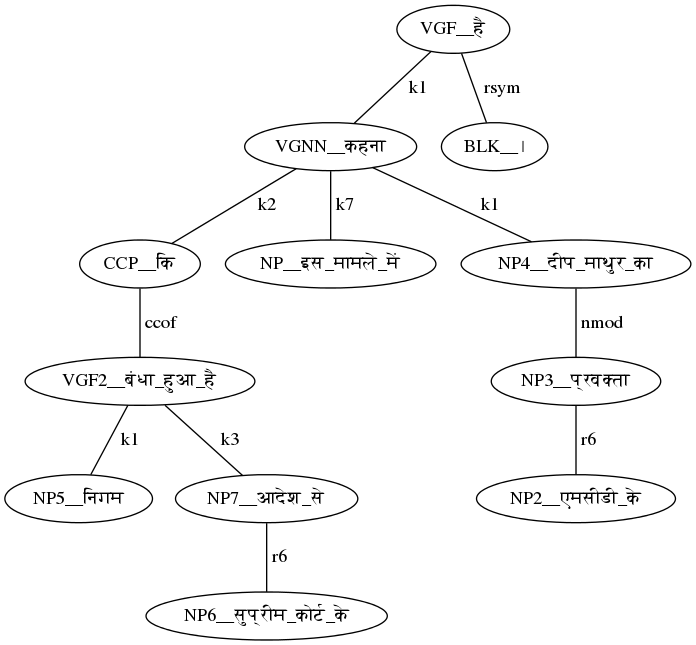 VGF__है
k1 rsym
VGNN__कहना BLK__।
k2 k7 k1
CCP__कि NP__इस_मामले_में NP4__दीप_माथुर_का
ccof nmod
VGF2__बंधा_हुआ_है NP3__प्रवक्ता
k1 k3 r6
NP5__निगम NP7__आदेश_से NP2__एमसीडी_के
r6
NP6__सुप्रीम_कोर्ट_के